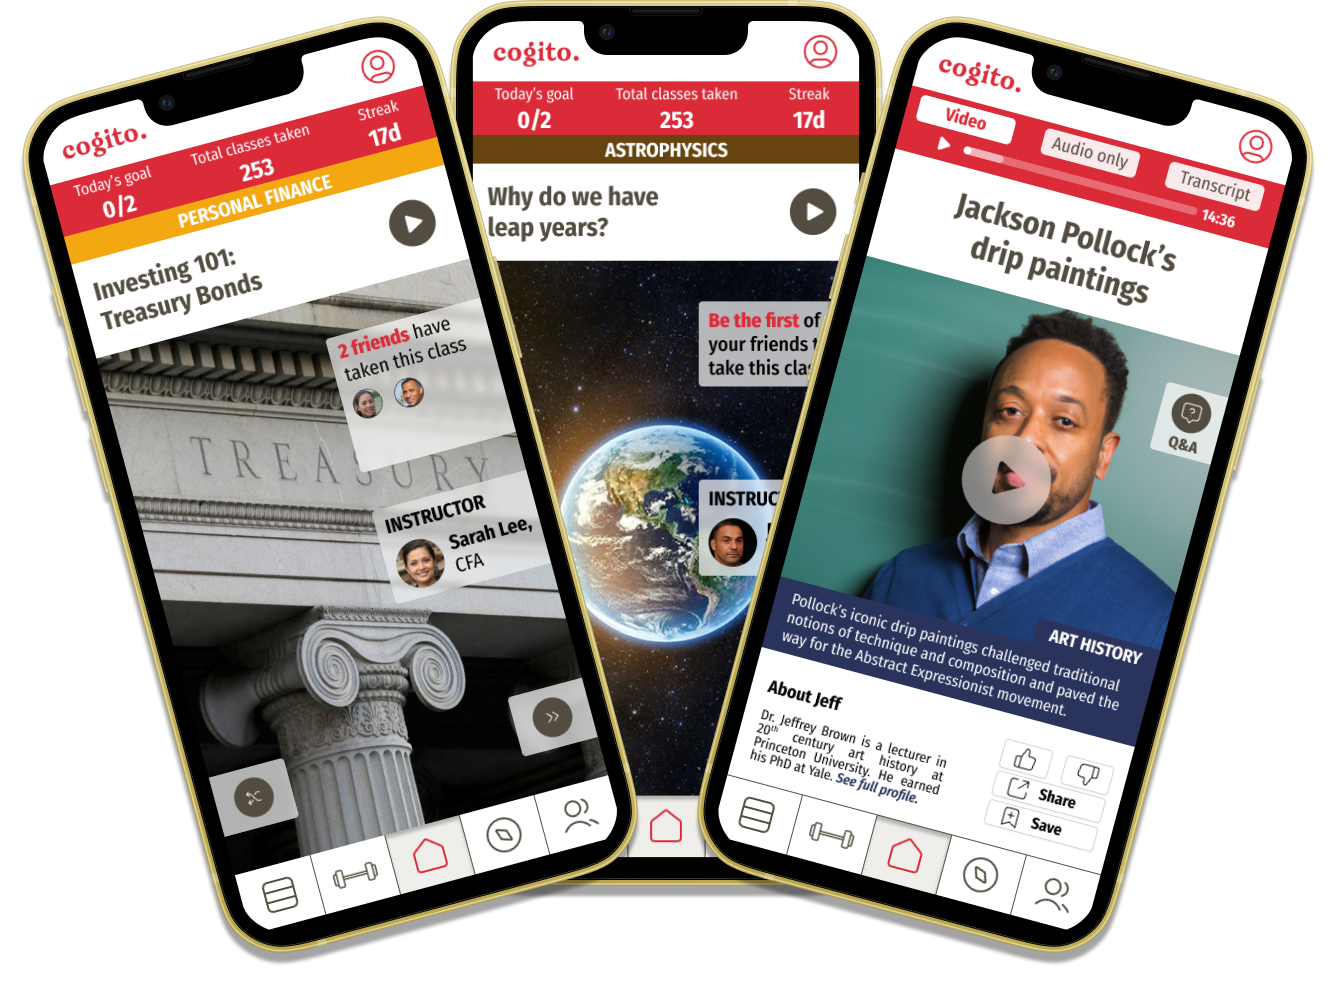 cogito.
Today's goal
0/2
Total classes taken
253
Streak
17d
PERSONAL FINANCE
Investing 101:
Treasury Bonds
2 friends have
taken this class
TREASURY
INSTRUCTOR
Sarah Lee,
CFA
cogito.
Today's goal
0/2
Total classes taken
253
Streak
17d
ASTROPHYSICS
Why do we have
leap years?
Be the first of
your friends
take this
cogito.
Video
Audio only
Transcript
14:36
Jackson Pollock's
drip paintings
Q&A
ART HISTORY
Pollock's iconic drip paintings challenged traditional
notions of technique and composition and paved the
way for the Abstract Expressionist movement.
About Jeff
Dr. Jeffrey Brown is a lecturer in
20th century art history at
Princeton University. He earned
his PhD at Yale. See full profile.
Share
Save